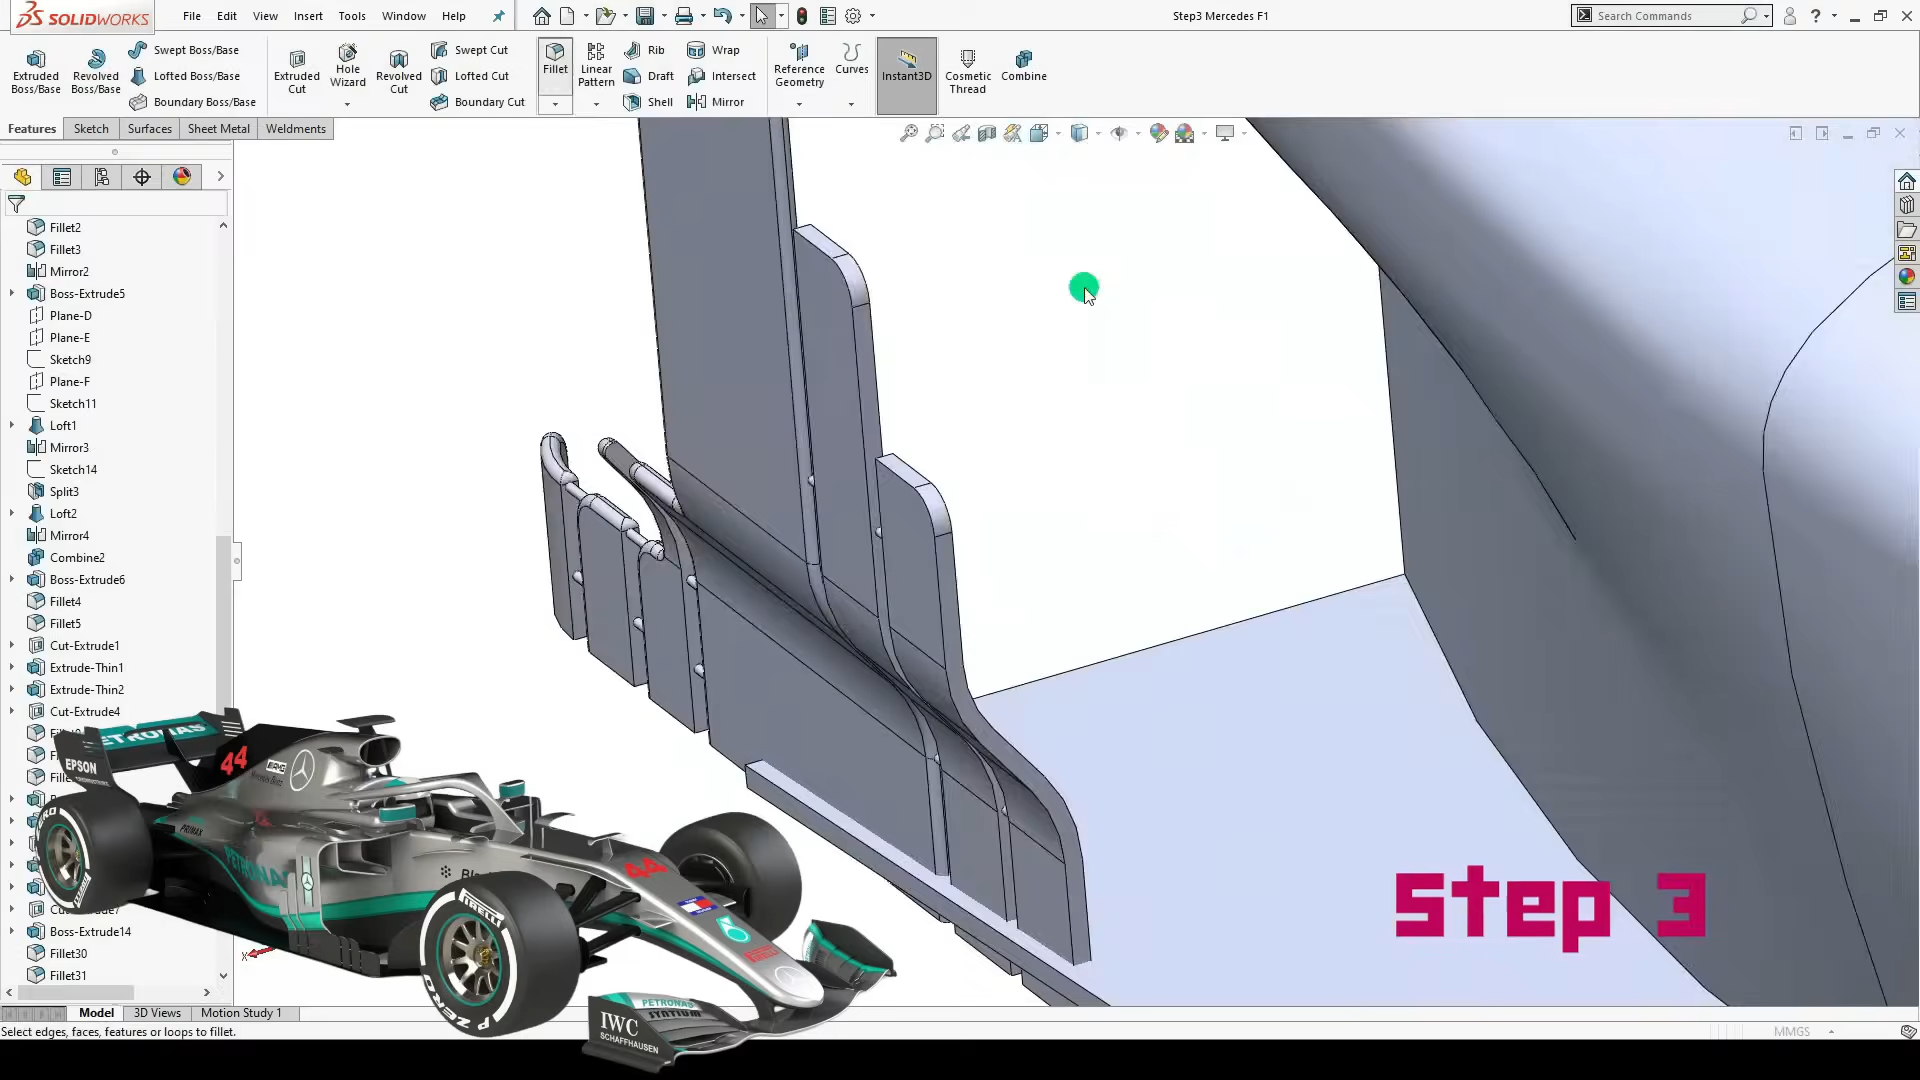 SOLIDWORKS
File Edit View Insert Tools Window Help
Step3 Mercedes F1
Search Commands
Extruded Boss/Base
Revolved Boss/Base
Swept Boss/Base
Lofted Boss/Base
Boundary Boss/Base
Extruded Cut
Hole Wizard
Revolved Cut
Swept Cut
Lofted Cut
Boundary Cut
Fillet
Linear Pattern
Rib
Draft
Shell
Wrap
Intersect
Mirror
Reference Geometry
Curves
Instant3D
Cosmetic Thread
Combine
Features Sketch Surfaces Sheet Metal Weldments
Fillet2
Fillet3
Mirror2
Boss-Extrude5
Plane-D
Plane-E
Sketch9
Plane-F
Sketch11
Loft1
Mirror3
Sketch14
Split3
Loft2
Mirror4
Combine2
Boss-Extrude6
Fillet4
Fillet5
Cut-Extrude1
Extrude-Thin1
Extrude-Thin2
Cut-Extrude4
Boss-Extrude14
Fillet30
Fillet31
ETRONAS
EPSON
44
44
PIRELLI
P ZERO
PETRONAS
SYNTIUM
IWC
SCHAFFHAUSEN
X
Step 3
Model 3D Views Motion Study 1
Select edges, faces, features or loops to fillet.
MMGS